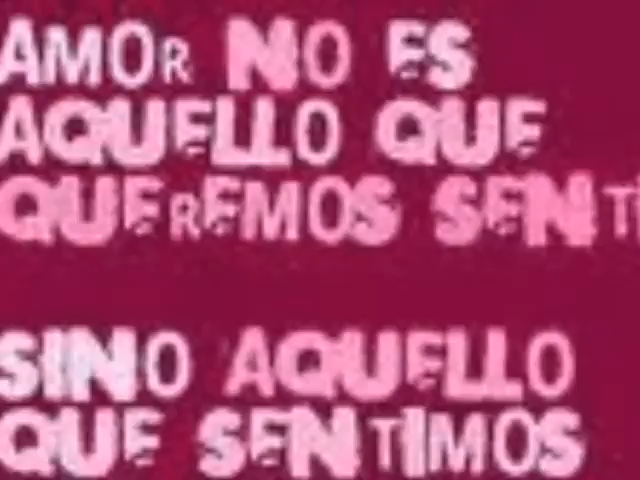 AMOR NO ES
AQUELLO QUE
QUEREMOS SENTI
SINO AQUELLO
QUE SENTIMOS